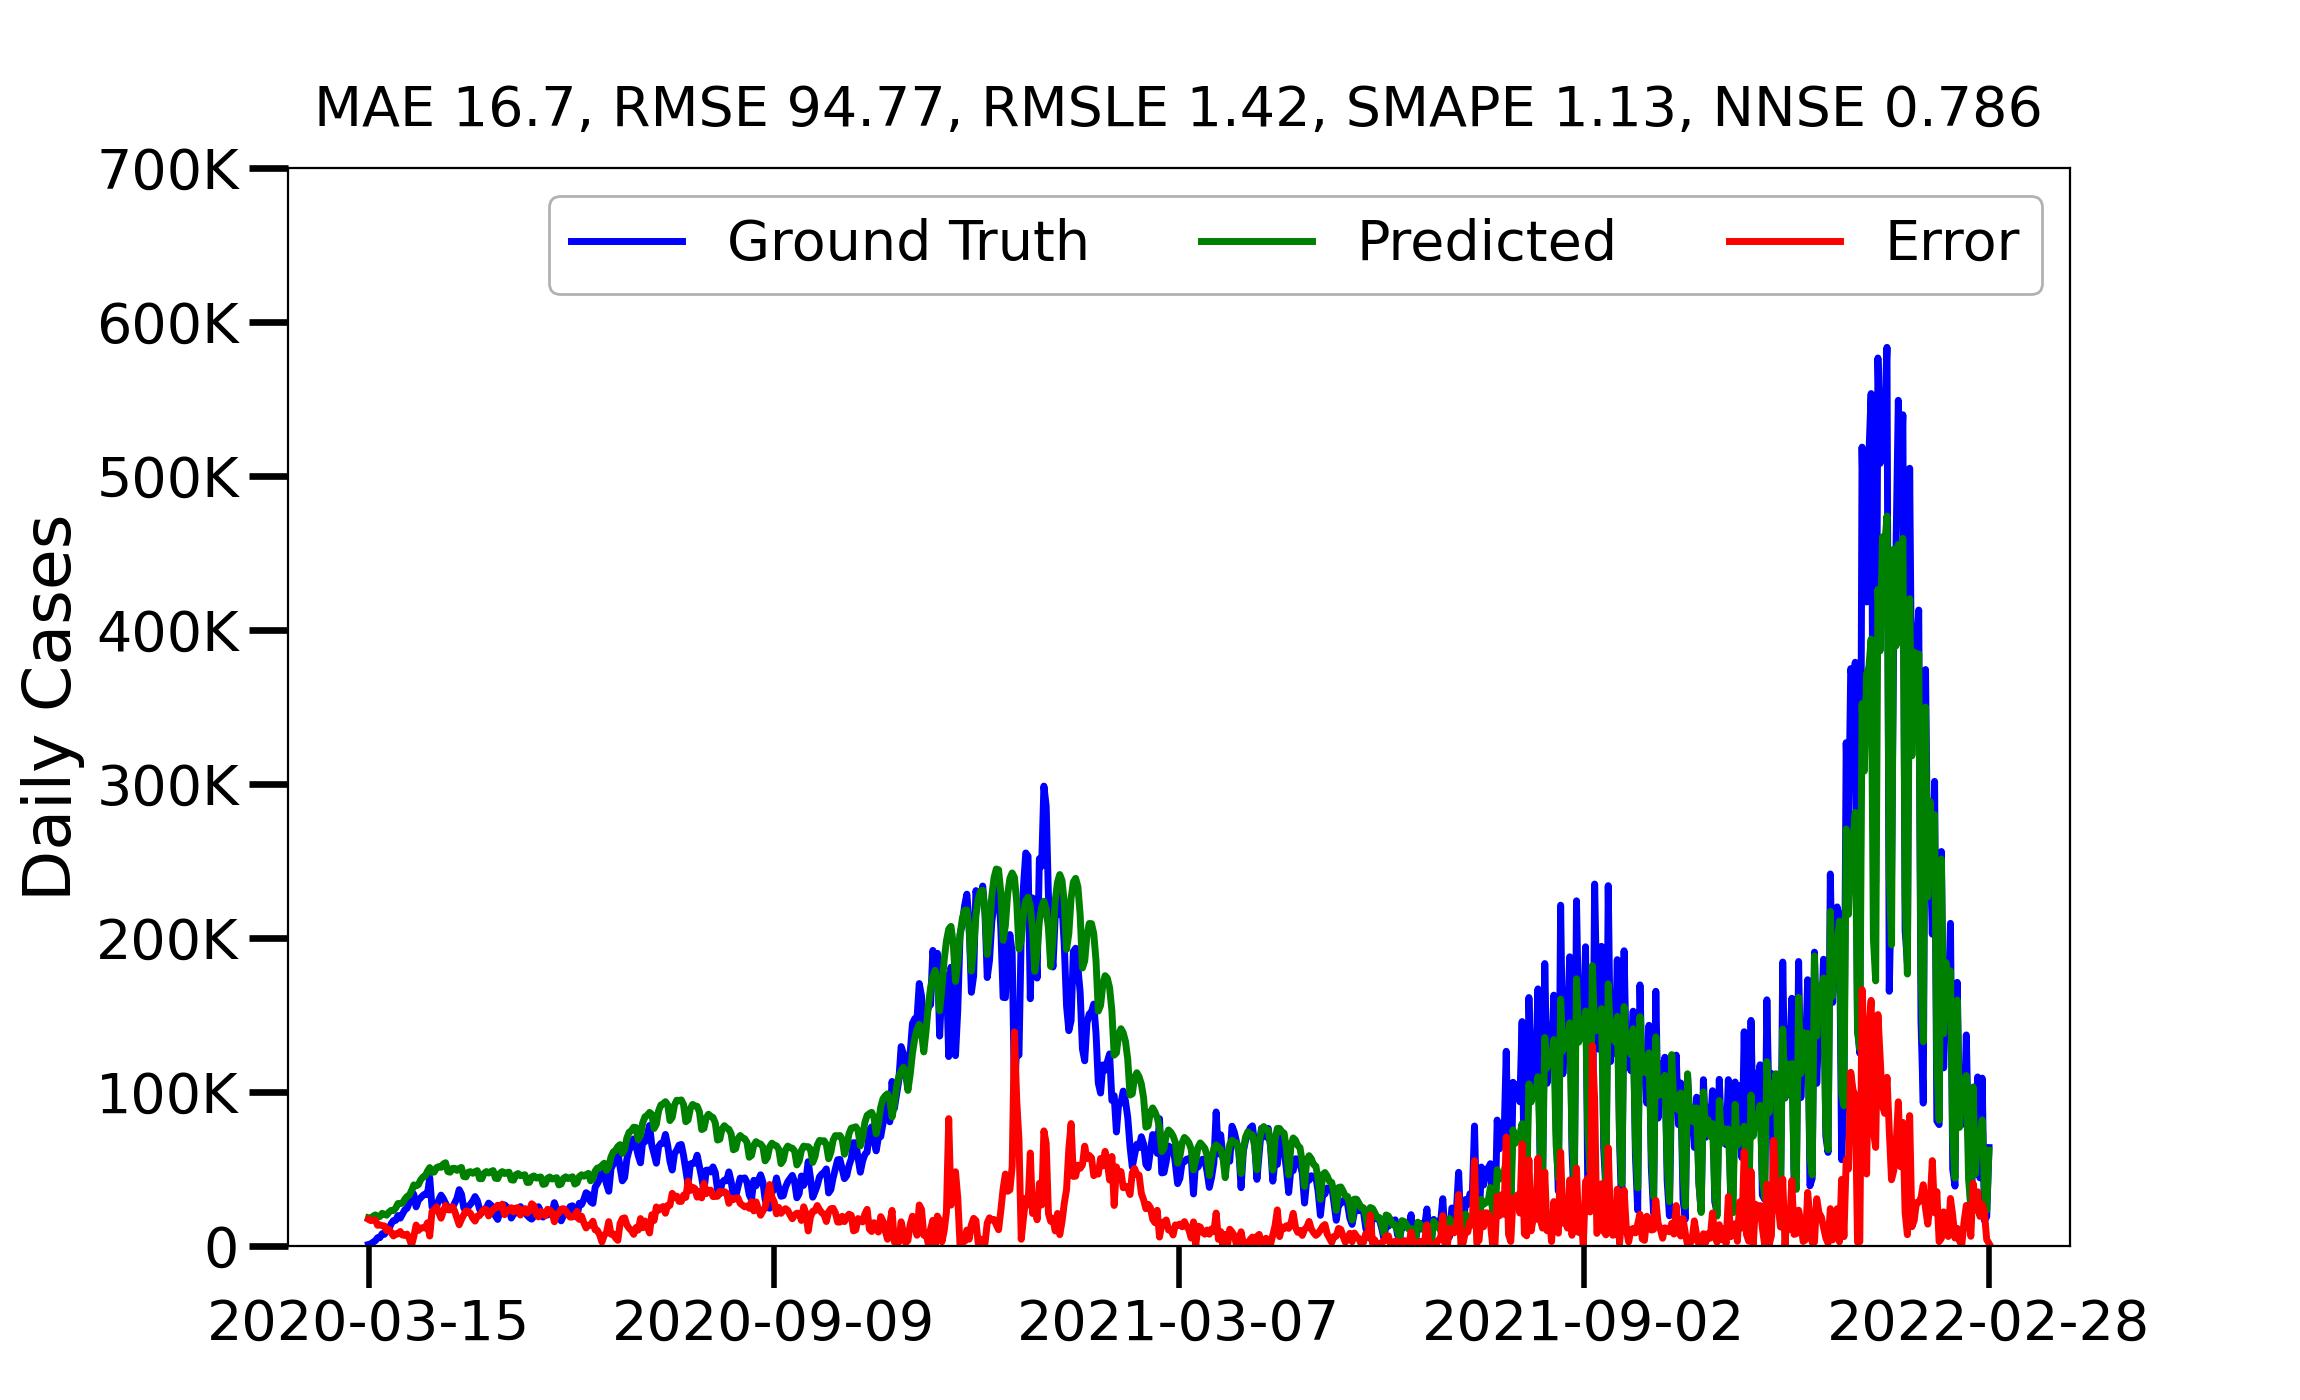 MAE 16.7, RMSE 94.77, RMSLE 1.42, SMAPE 1.13, NNSE 0.786
700K
Ground Truth Predicted Error
600K
500K
400K
300K
200K
100K
0
Daily Cases
2020-03-15 2020-09-09 2021-03-07 2021-09-02 2022-02-28